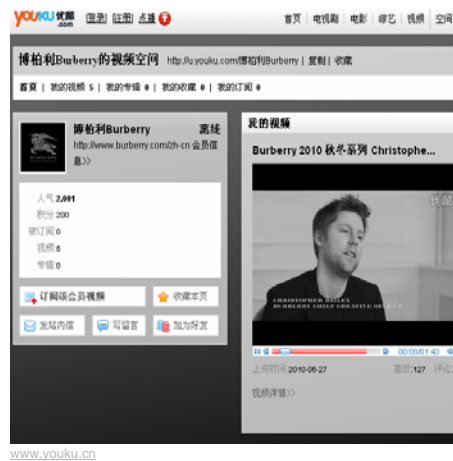 YOUKU 优酷 .com [登录] [注册] 点播 首页 | 电视剧 | 电影 | 综艺 | 视频 空间
博柏利Burberry的视频空间 http://u.youku.com/博柏利Burberry | 复制 | 收藏
首页 | 我的视频 5 | 我的专辑 0 | 我的收藏 0 | 我的订阅 0
博柏利Burberry 离线
http://www.burberry.com/zh-cn 会员信
息>>
BURBERRY
人气:2,001
积分:200
被订阅:0
视频:5
专辑:0
订阅该会员视频 收藏本页
发站内信 写留言 加为好友
我的视频
Burberry 2010 秋冬系列 Christophe...
优酷
CHRISTOPHER BAILEY
BURBERRY CHIEF CREATIVE OFFICER
00:00/01:43
上传时间:2010-05-27 播放:127 评论:
视频详情>>
www.youku.cn